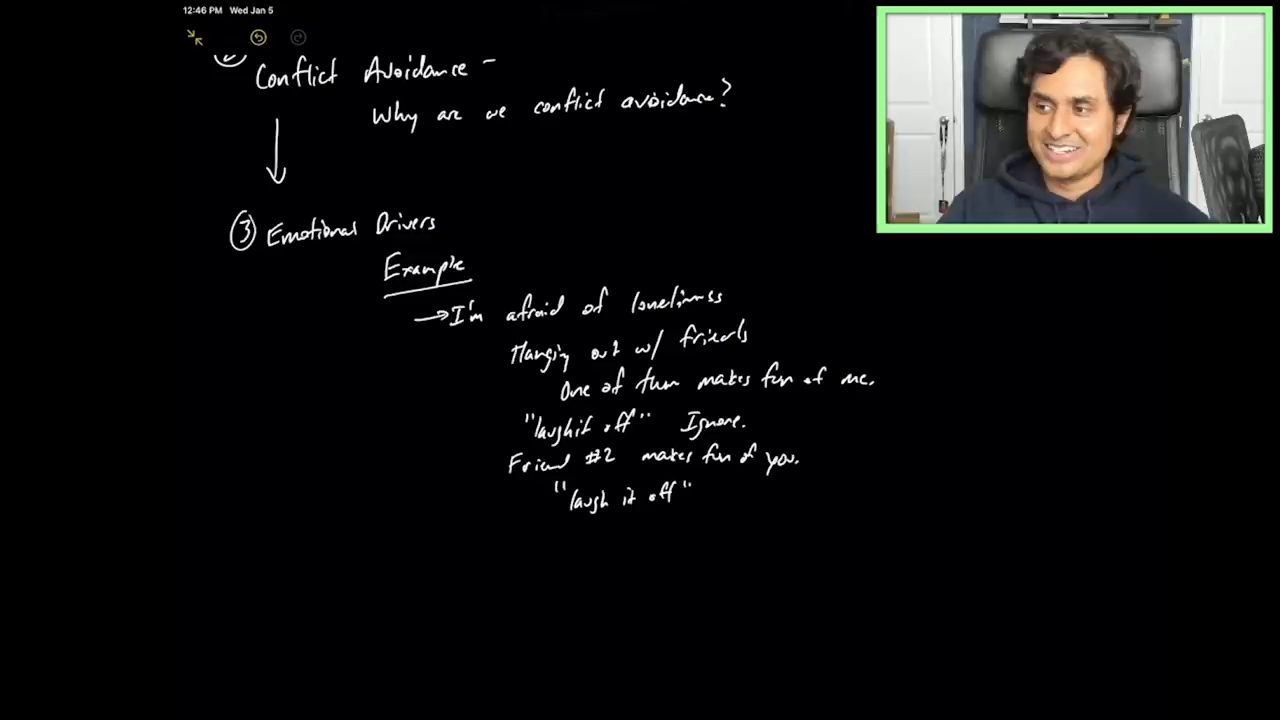 12:46 PM Wed Jan 5
Conflict Avoidance -
Why are we conflict avoidance?
3 Emotional Drivers
Example
→ I'm afraid of loneliness
Hanging out w/ friends
One of them makes fun of me.
"laugh it off" Ignore.
Friend #2 makes fun of you.
"laugh it off"